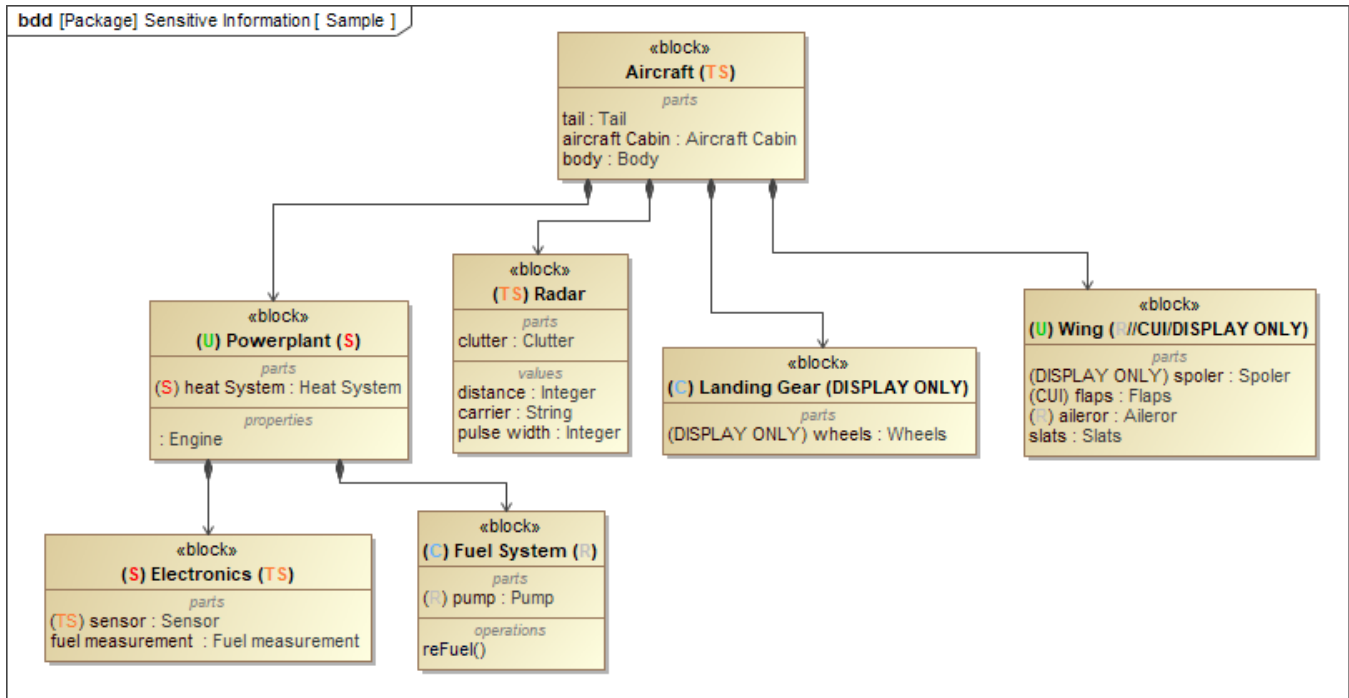 bdd [Package] Sensitive Information [ Sample ]
«block»
Aircraft (TS)
parts
tail : Tail
aircraft Cabin : Aircraft Cabin
body : Body
«block»
(U) Powerplant (S)
parts
(S) heat System : Heat System
properties
: Engine
«block»
(TS) Radar
parts
clutter : Clutter
values
distance : Integer
carrier : String
pulse width : Integer
«block»
(C) Landing Gear (DISPLAY ONLY)
parts
(DISPLAY ONLY) wheels : Wheels
«block»
(U) Wing (R//CUI/DISPLAY ONLY)
parts
(DISPLAY ONLY) spoler : Spoler
(CUI) flaps : Flaps
(R) aileror : Aileror
slats : Slats
«block»
(S) Electronics (TS)
parts
(TS) sensor : Sensor
fuel measurement : Fuel measurement
«block»
(C) Fuel System (R)
parts
(R) pump : Pump
operations
reFuel()